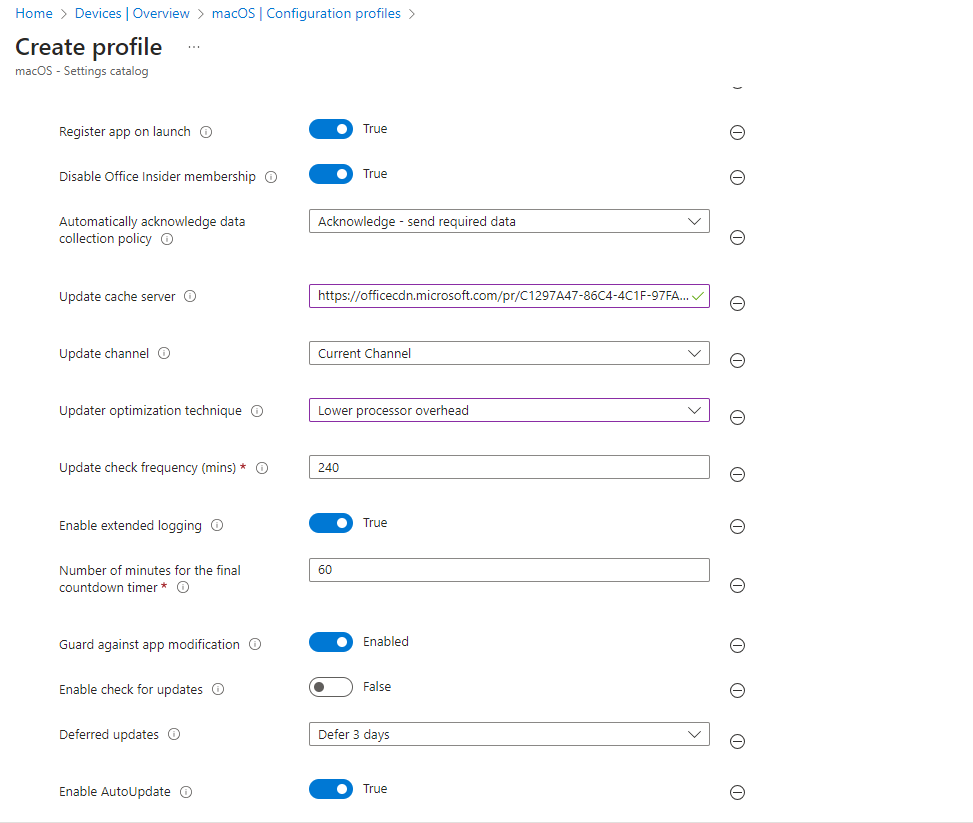 Home > Devices | Overview > macOS | Configuration profiles >
Create profile ...
macOS - Settings catalog
Register app on launch True
Disable Office Insider membership True
Automatically acknowledge data
collection policy
Acknowledge - send required data
Update cache server https://officecdn.microsoft.com/pr/C1297A47-86C4-4C1F-97FA...
Update channel Current Channel
Updater optimization technique Lower processor overhead
Update check frequency (mins) * 240
Enable extended logging True
Number of minutes for the final
countdown timer *
60
Guard against app modification Enabled
Enable check for updates False
Deferred updates Defer 3 days
Enable AutoUpdate True